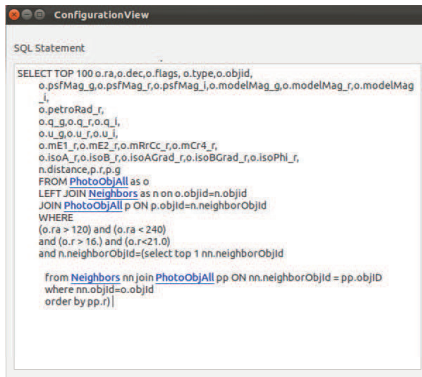 ConfigurationView
SQL Statement
SELECT TOP 100 o.ra,o.dec,o.flags, o.type,o.objid,
o.psfMag_g,o.psfMag_r,o.psfMag_i,o.modelMag_g,o.modelMag_r,o.modelMag
_i,
o.petroRad_r,
o.q_g,o.q_r,o.q_i,
o.u_g,o.u_r,o.u_i,
o.mE1_r,o.mE2_r,o.mRrCc_r,o.mCr4_r,
o.isoA_r,o.isoB_r,o.isoAGrad_r,o.isoBGrad_r,o.isoPhi_r,
n.distance,p.r,p.g
FROM PhotoObjAll as o
LEFT JOIN Neighbors as n on o.objid=n.objid
JOIN PhotoObjAll p ON p.objid=n.neighborObjId
WHERE
(o.ra > 120) and (o.ra < 240)
and (o.r > 16.) and (o.r<21.0)
and n.neighborObjId=(select top 1 nn.neighborObjId
from Neighbors nn join PhotoObjAll pp ON nn.neighborObjId = pp.objID
where nn.objId=o.objId
order by pp.r)